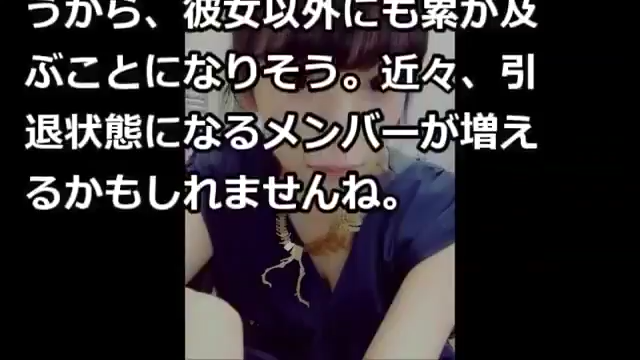 うから、彼女以外にも累が及
ぶことになりそう。近々、引
退状態になるメンバーが増え
るかもしれませんね。